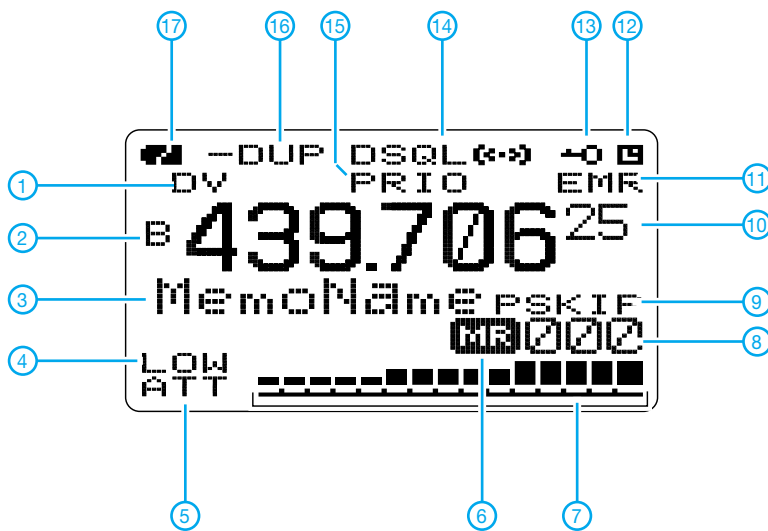 17 16 15 14 13 12
-DUP DSQL
1 DV PRIO EMR 11
2 B 439.706 25 10
3 MemoName PSKIP 9
MR 000 8
4 LOW
ATT
5 6 7